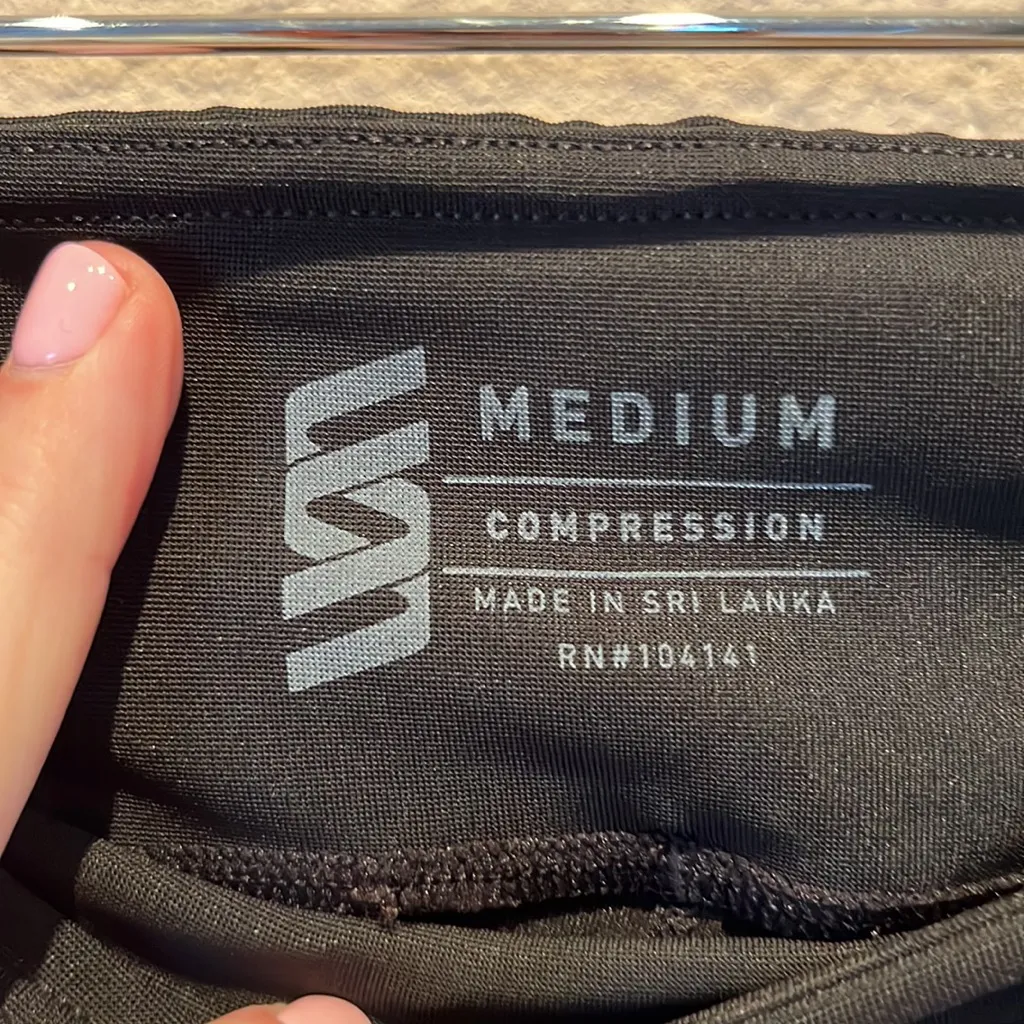 MEDIUM
COMPRESSION
MADE IN SRI LANKA
RN#104141